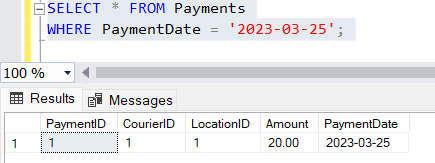 SELECT * FROM Payments
WHERE PaymentDate = '2023-03-25';
100 %
Results Messages
PaymentID CourierID LocationID Amount PaymentDate
1 1 1 1 20.00 2023-03-25